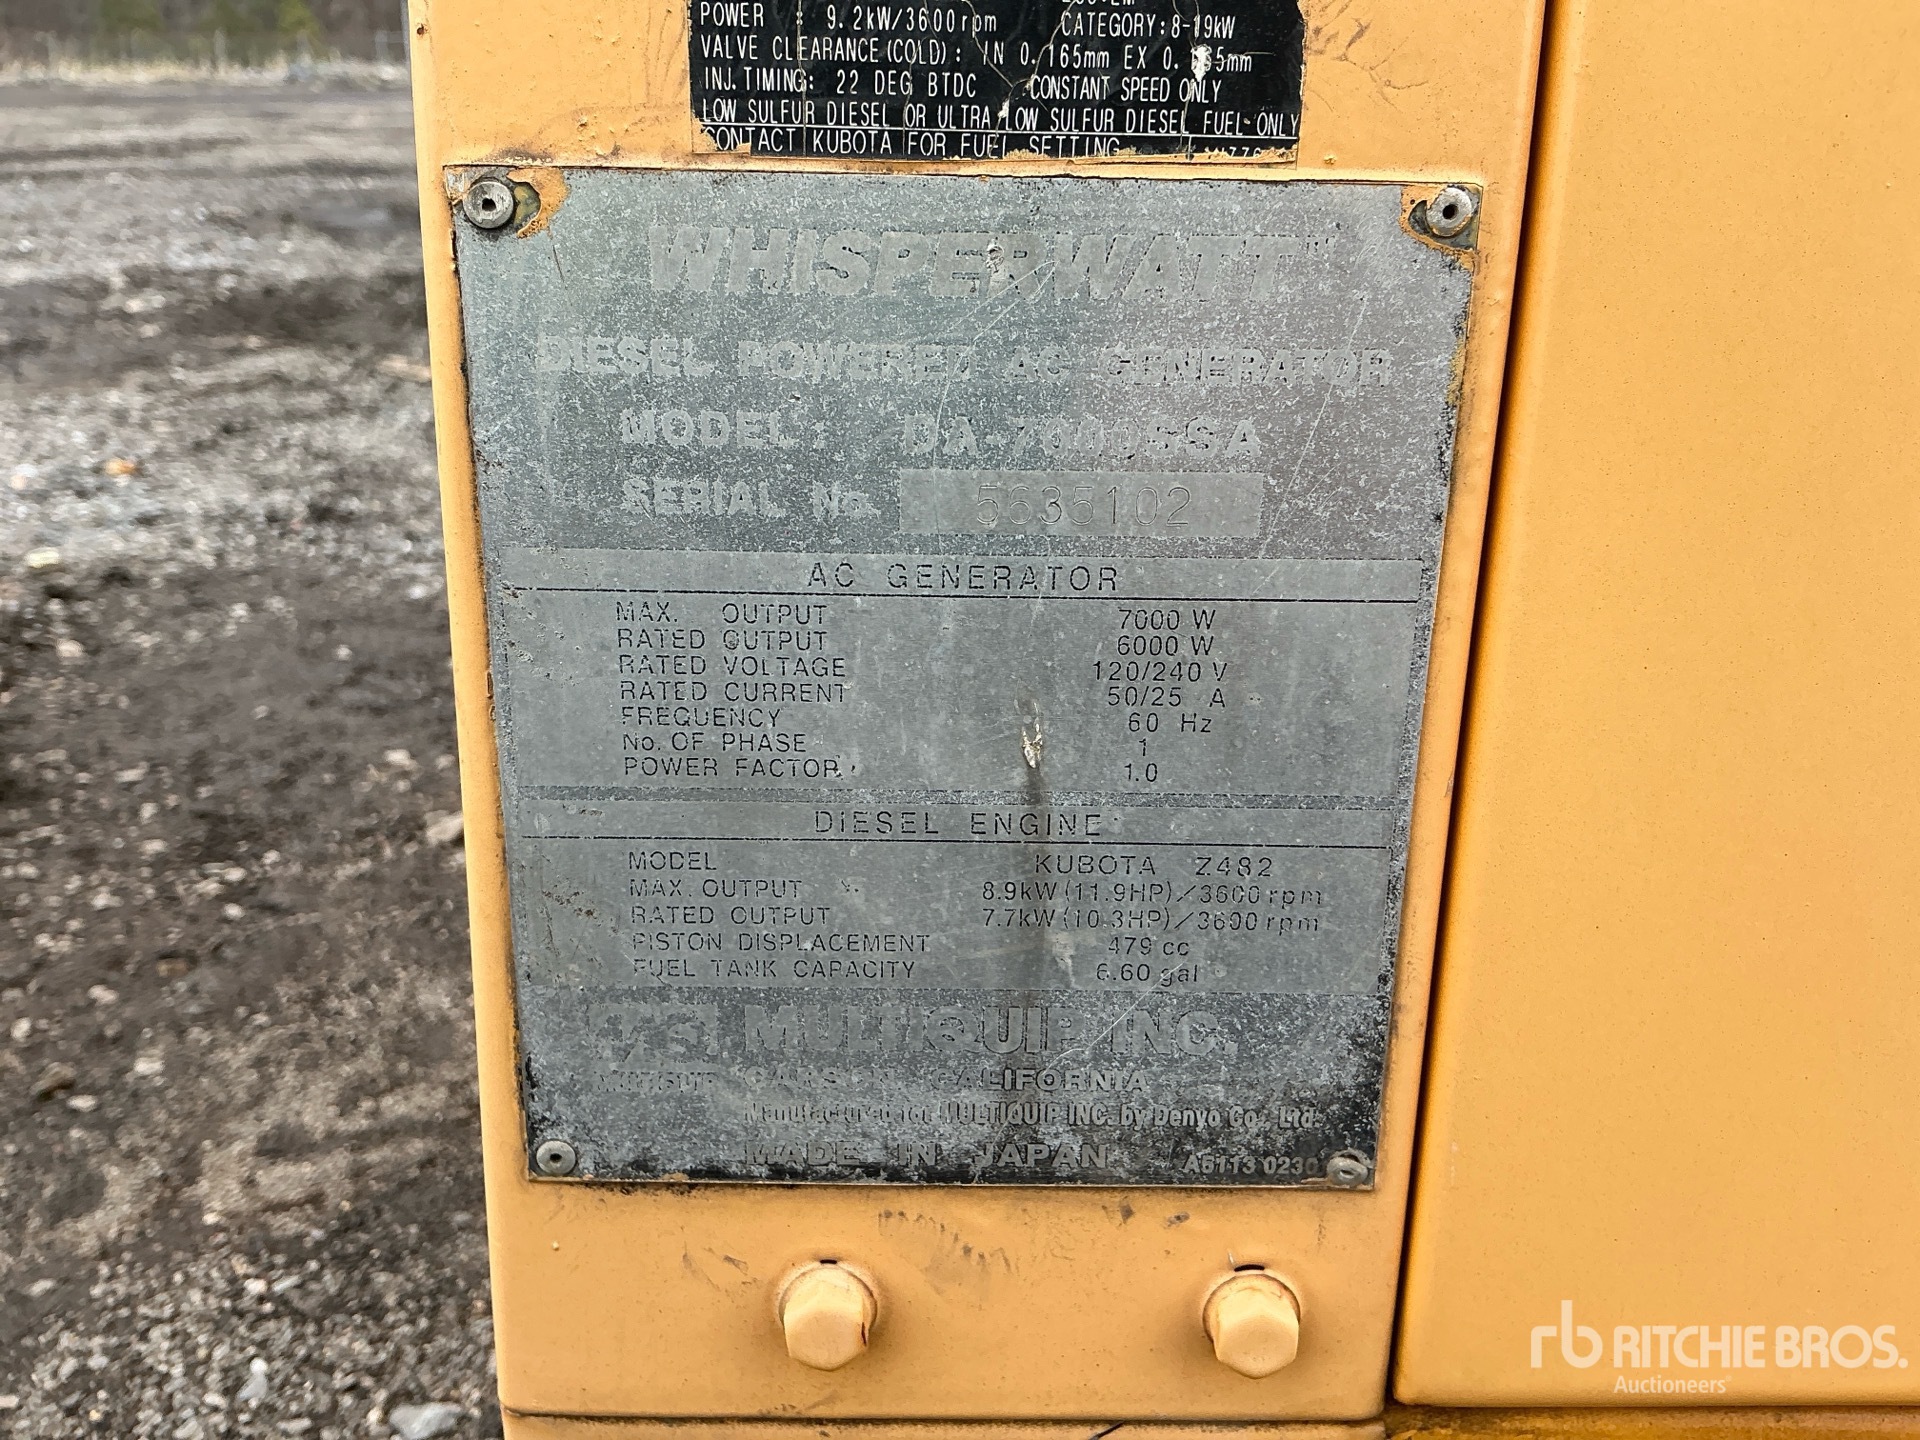 POWER : 9.2kW/3600rpm CATEGORY:8-19kW
VALVE CLEARANCE(COLD): IN 0.165mm EX
INJ.TIMING: 22 DEG BTDC CONSTANT SPEED ONLY
LOW SULFUR DIESEL OR ULTRA LOW SULFUR DIESEL FUEL ONLY
CONTACT KUBOTA FOR FUEL SETTING
WHISPERWATT™
DIESEL POWERED AC GENERATOR
MODEL: DA-7000SSA
SERIAL No. 5635102
AC GENERATOR
MAX. OUTPUT 7000 W
RATED OUTPUT 6000 W
RATED VOLTAGE 120/240 V
RATED CURRENT 50/25 A
FREQUENCY 60 Hz
No. OF PHASE 1
POWER FACTOR 1.0
DIESEL ENGINE
MODEL KUBOTA Z482
MAX. OUTPUT 8.9kW(11.9HP)/3600rpm
RATED OUTPUT 7.7kW(10.3HP)/3600rpm
PISTON DISPLACEMENT 479 cc
FUEL TANK CAPACITY 6.60 gal
MULTIQUIP INC.
MULTIQUIP CARSON, CALIFORNIA
Manufactured for MULTIQUIP INC. by Denyo Co., Ltd.
MADE IN JAPAN A5113 0230
rb RITCHIE BROS.
Auctioneers